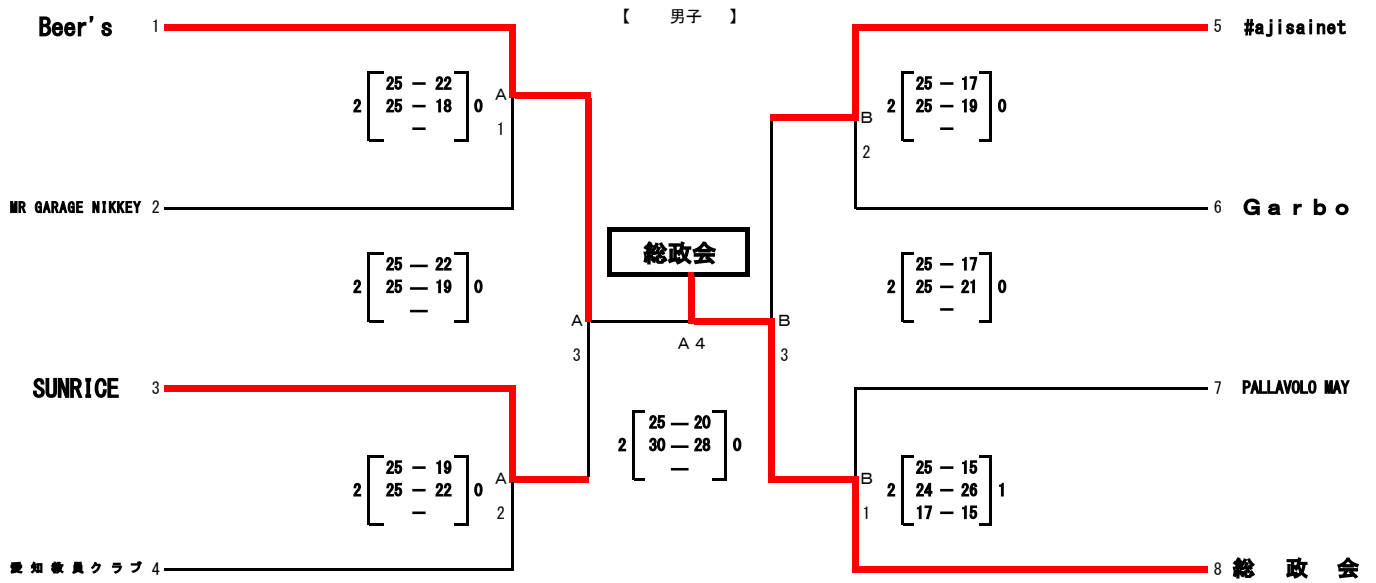 【 男子 】
Beer's 1
5 #ajisainet
25 － 22
2 25 － 18 0
－
A
1
25 － 17
2 25 － 19 0
－
B
2
MR GARAGE NIKKEY 2
6 Ｇａｒｂｏ
総政会
25 ― 22
2 25 ― 19 0
―
25 － 17
2 25 － 21 0
－
A
3
Ａ４
B
3
SUNRICE 3
7 PALLAVOLO MAY
25 ― 20
2 30 ― 28 0
―
25 － 19
2 25 － 22 0
－
A
2
B
1
25 － 15
2 24 － 26 1
17 － 15
愛知教員クラブ 4
8 総政会